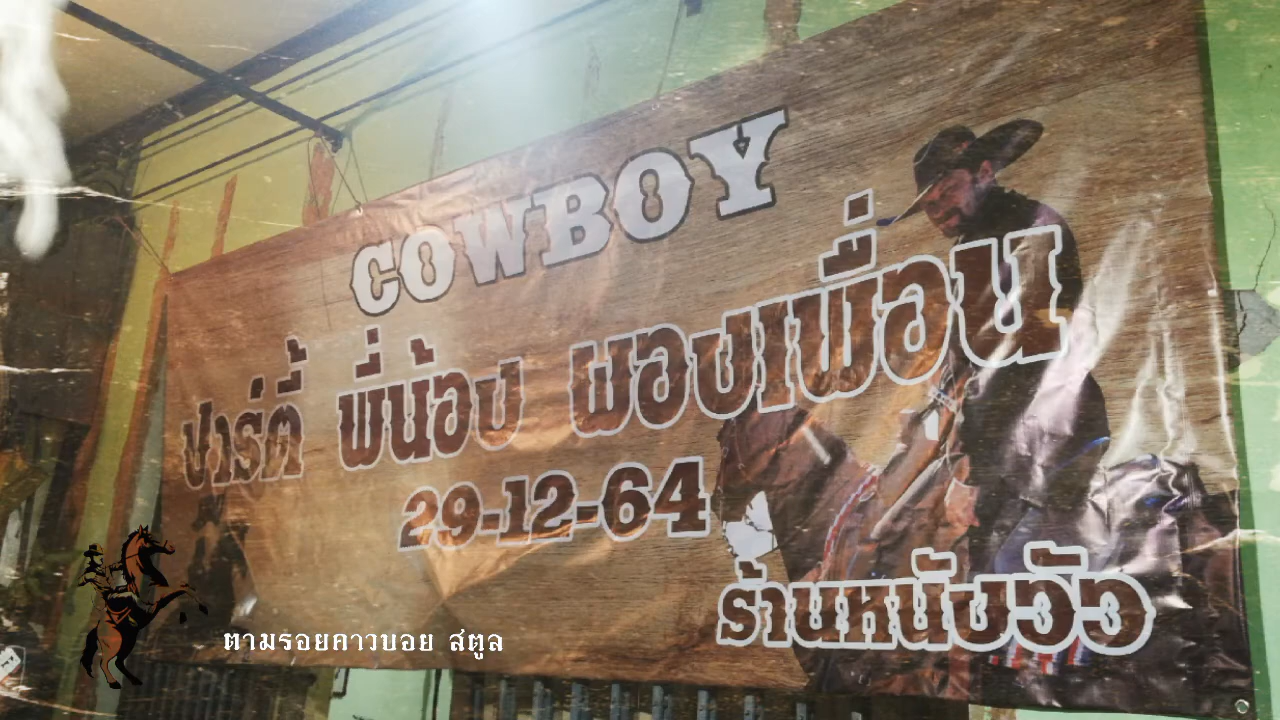 COWBOY
ปาร์ตี้ พี่น้อง ผองเพื่อน
29-12-64
ร้านหนังวัว
ตามรอยคาวบอย สตูล